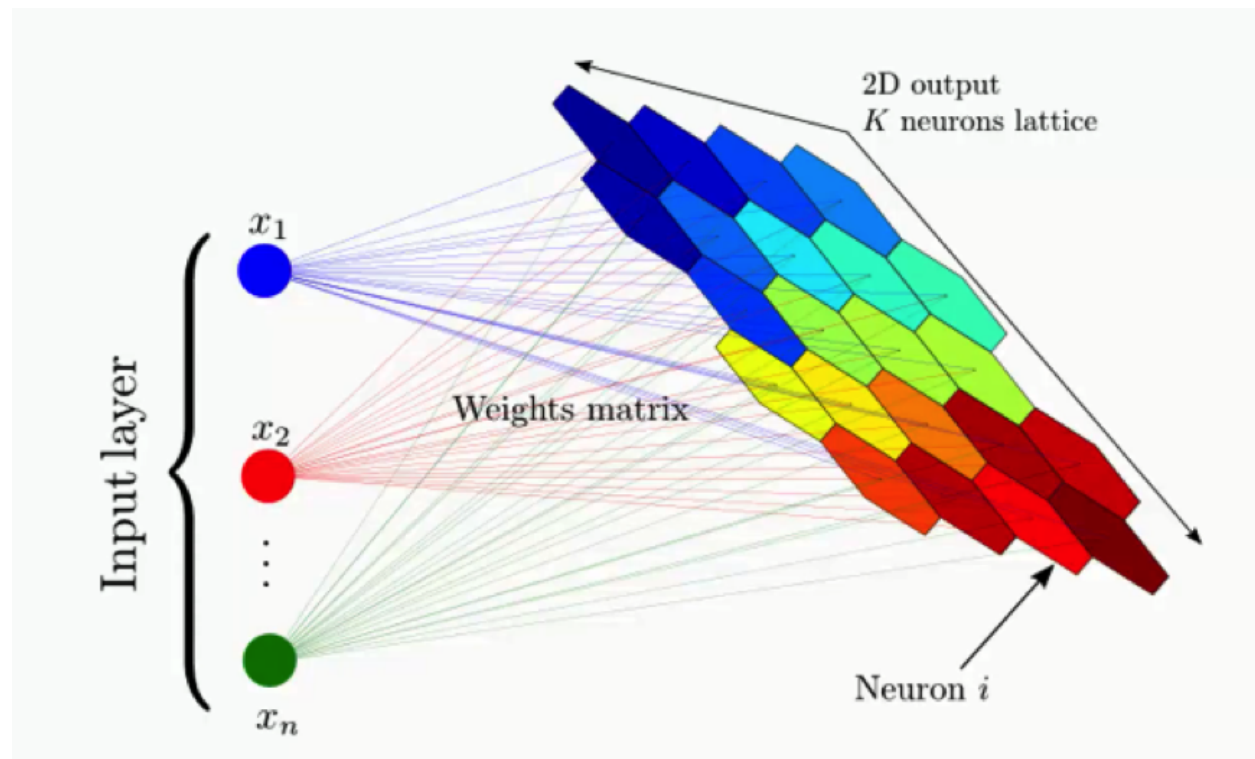 2D output
K neurons lattice
x₁
Input layer
Weights matrix
x₂
⋮
xₙ
Neuron i